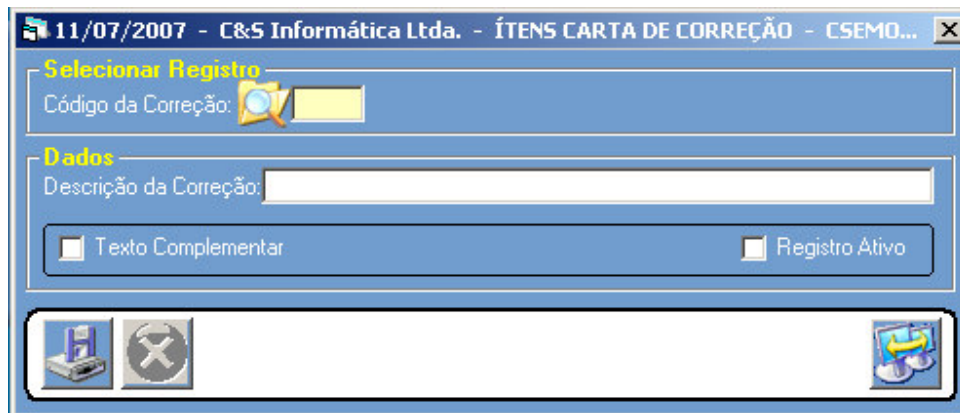 11/07/2007 - C&S Informática Ltda. - ÍTENS CARTA DE CORREÇÃO - CSEMO...
Selecionar Registro
Código da Correção:
Dados
Descrição da Correção:
Texto Complementar Registro Ativo